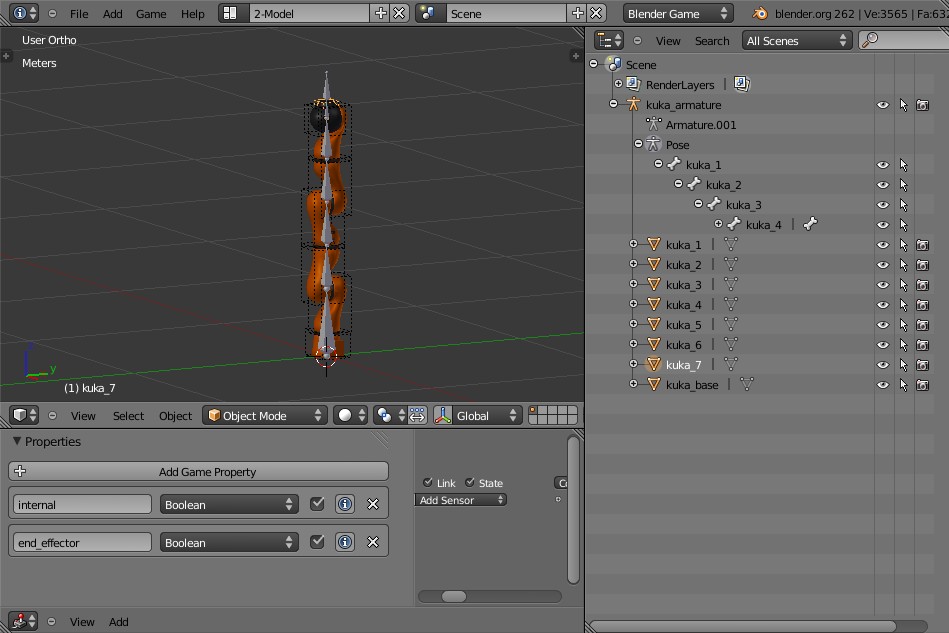 File Add Game Help 2-Model Scene Blender Game blender.org 262 | Ve:3565 | Fa:632
User Ortho
Meters
y
(1) kuka_7
View Select Object Object Mode Global
Properties
Add Game Property
internal Boolean
end_effector Boolean
Link State
Add Sensor
View Add
View Search All Scenes
Scene
RenderLayers |
kuka_armature
Armature.001
Pose
kuka_1
kuka_2
kuka_3
kuka_4 |
kuka_1 |
kuka_2 |
kuka_3 |
kuka_4 |
kuka_5 |
kuka_6 |
kuka_7 |
kuka_base |